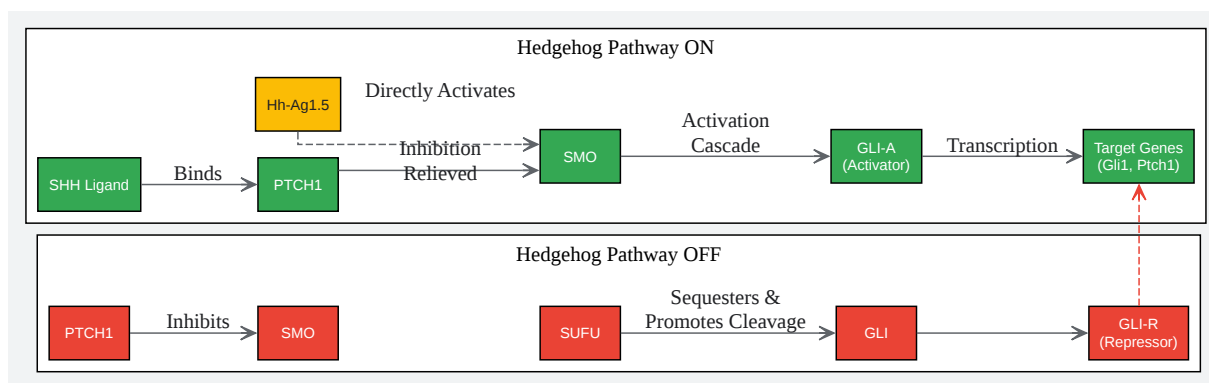 Hedgehog Pathway ON
Hh-Ag1.5
Directly Activates
SHH Ligand
Binds
PTCH1
Inhibition
Relieved
SMO
Activation
Cascade
GLI-A
(Activator)
Transcription
Target Genes
(Gli1, Ptch1)
Hedgehog Pathway OFF
PTCH1
Inhibits
SMO
SUFU
Sequesters &
Promotes Cleavage
GLI
GLI-R
(Repressor)